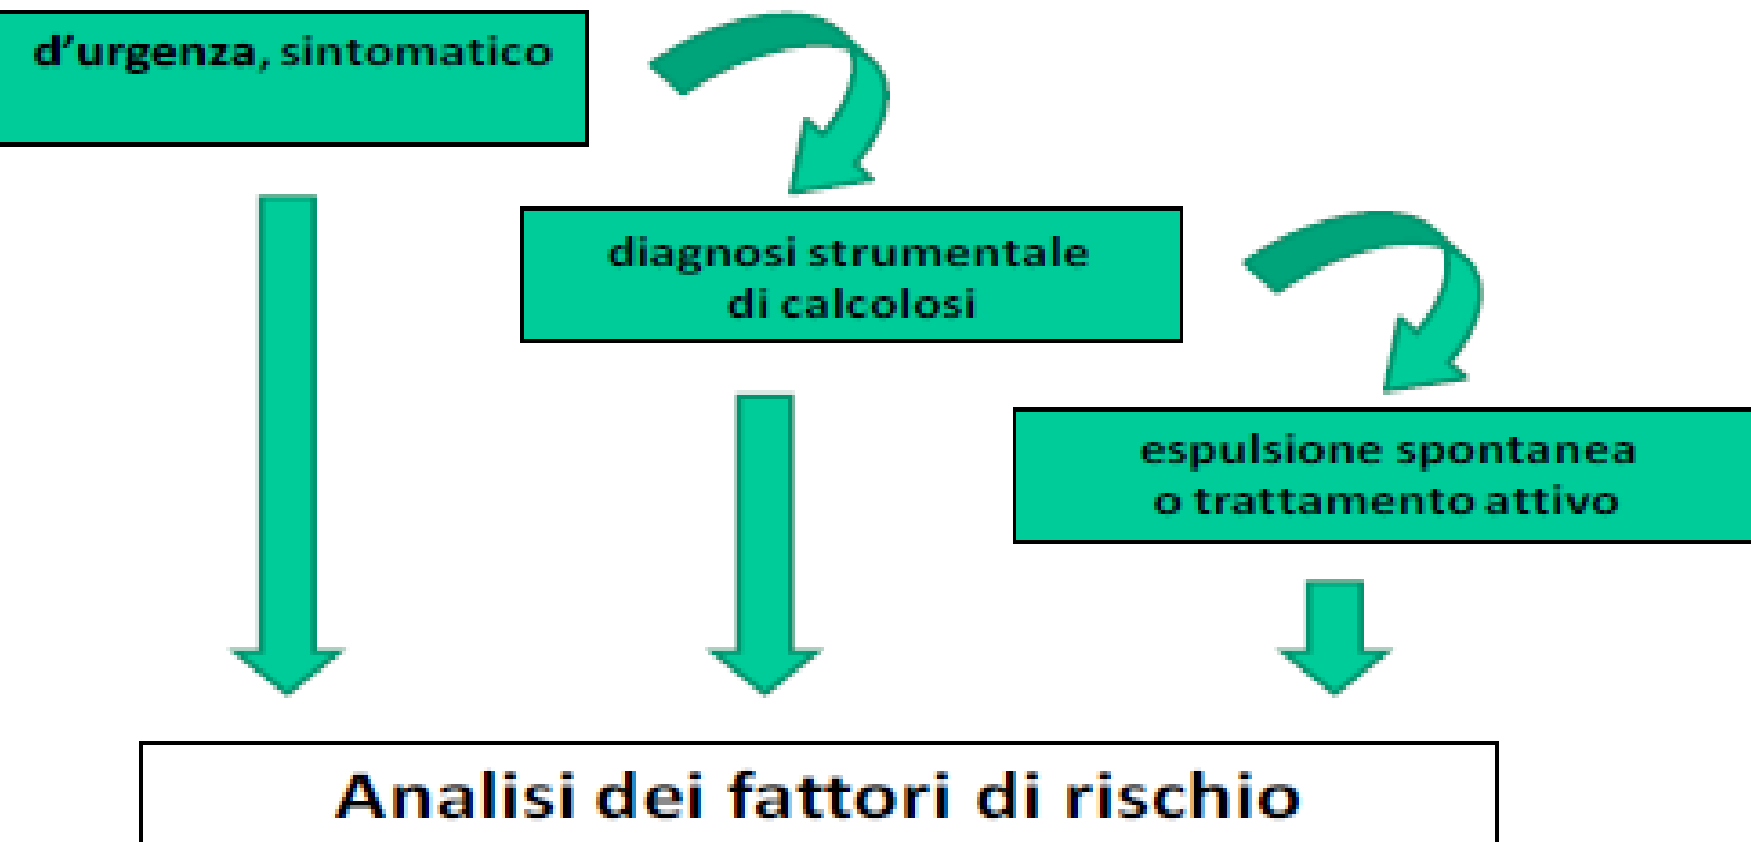 d’urgenza, sintomatico
diagnosi strumentale
di calcolosi
espulsione spontanea
o trattamento attivo
Analisi dei fattori di rischio